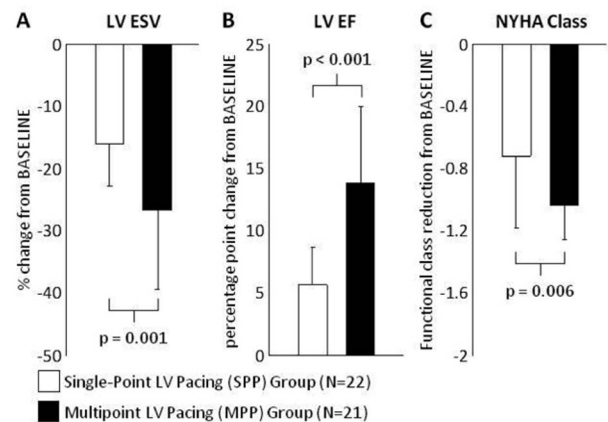 A LV ESV
% change from BASELINE
0
-10
-20
-30
-40
-50
p = 0.001
B LV EF
percentage point change from BASELINE
25
20
15
10
5
0
p < 0.001
C NYHA Class
Functional class reduction from BASELINE
0
-0.4
-0.8
-1.2
-1.6
-2
p = 0.006
Single-Point LV Pacing (SPP) Group (N=22)
Multipoint LV Pacing (MPP) Group (N=21)